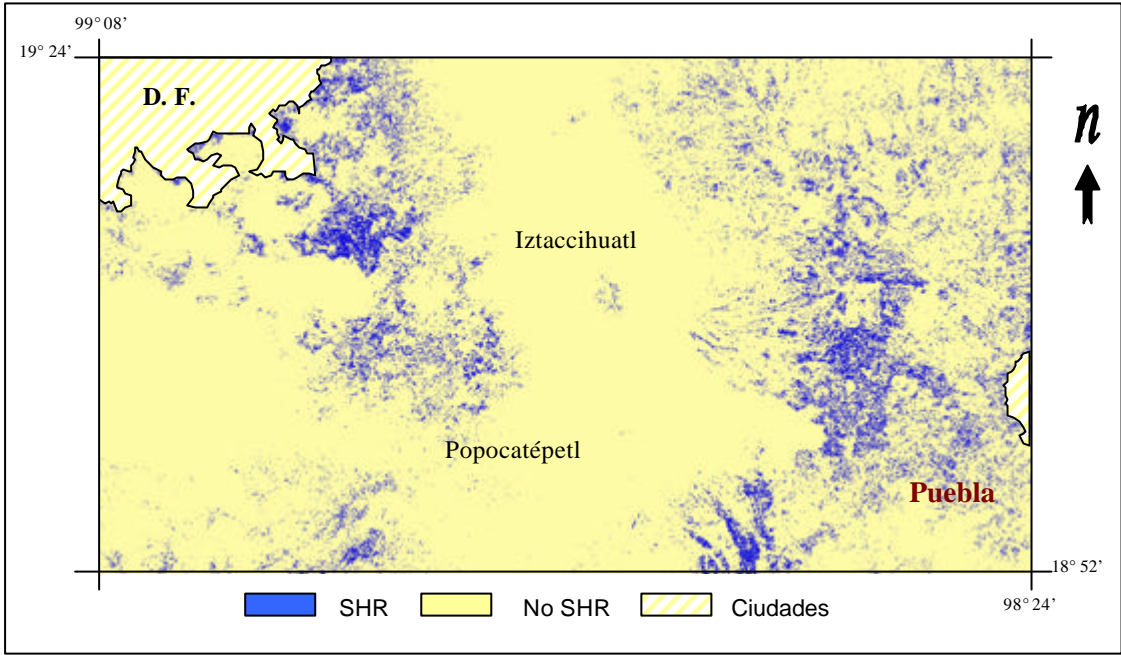 99° 08’
19° 24’
D. F.
n
Iztaccihuatl
Popocatépetl
Puebla
18° 52’
98° 24’
SHR
No SHR
Ciudades